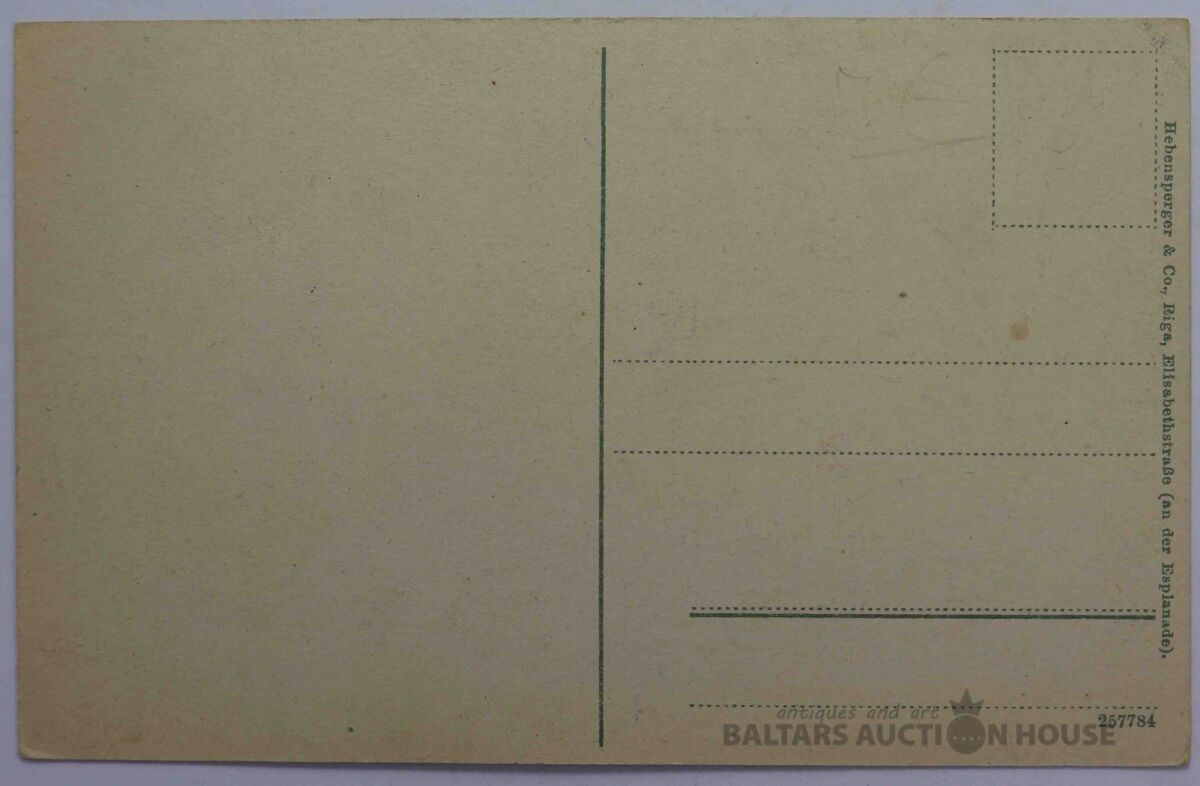 Hebensperger & Co., Riga, Elisabethstraße (an der Esplanade).
257784
antiques and art
BALTARS AUCTION HOUSE